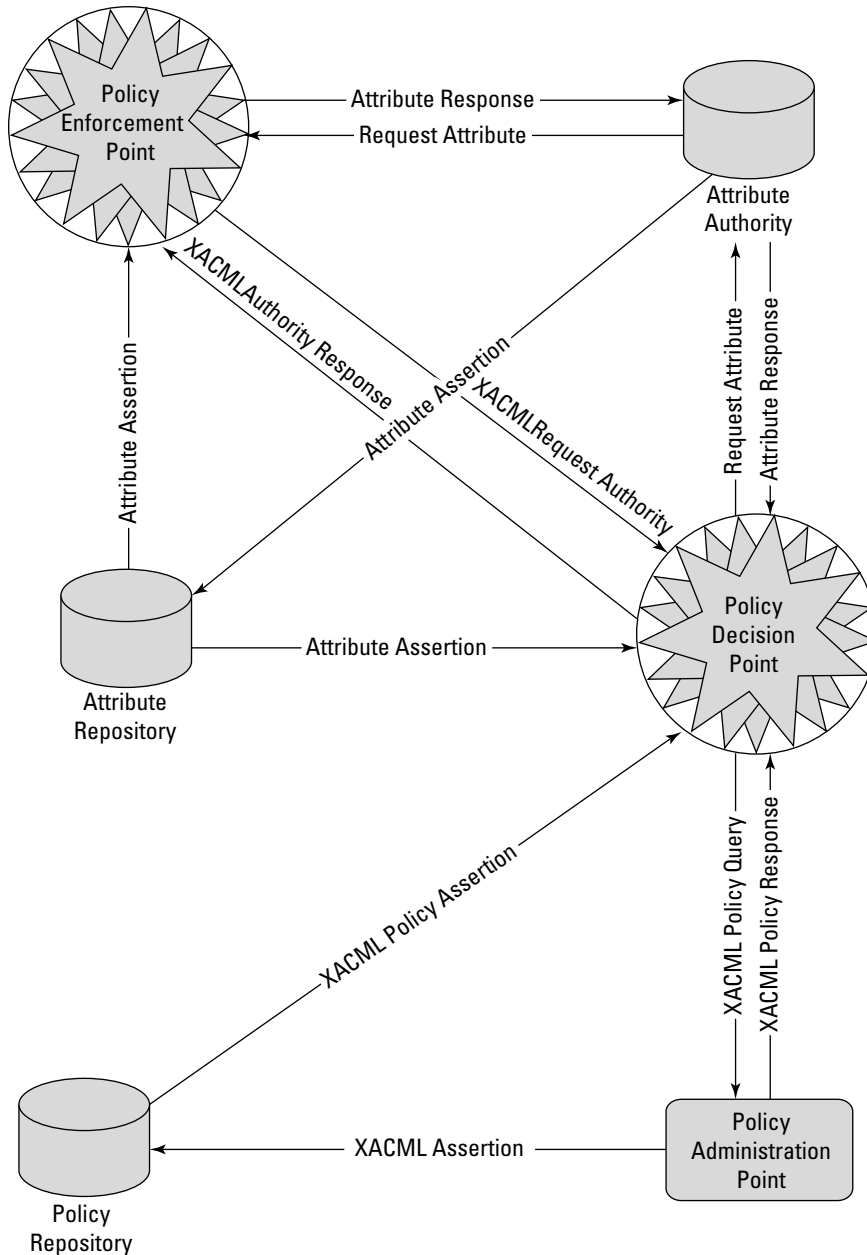 Policy
Enforcement
Point
Attribute Response
Request Attribute
Attribute
Authority
XACMLAuthority Response
XACMLRequest Authority
Attribute Assertion
Attribute Assertion
Request Attribute
Attribute Response
Attribute
Repository
Attribute Assertion
Policy
Decision
Point
XACML Policy Assertion
XACML Policy Query
XACML Policy Response
Policy
Repository
XACML Assertion
Policy
Administration
Point